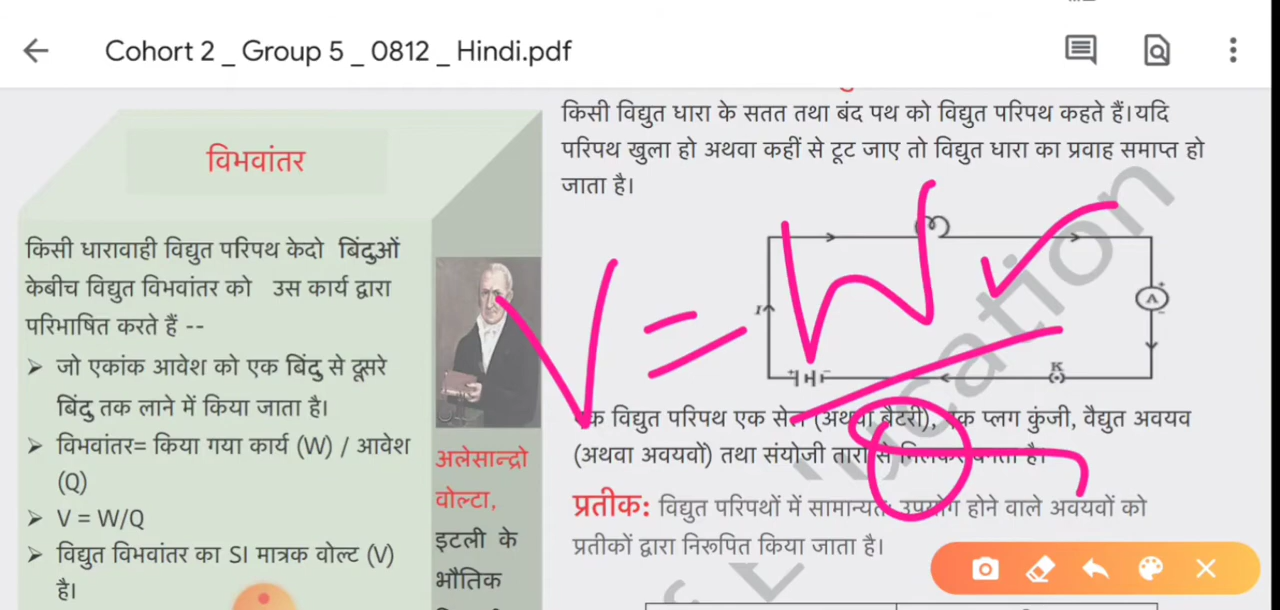 Cohort 2 _ Group 5 _ 0812 _ Hindi.pdf
विभवांतर
किसी धारावाही विद्युत परिपथ केदो बिंदुओं
केबीच विद्युत विभवांतर को उस कार्य द्वारा
परिभाषित करते हैं --
➢ जो एकांक आवेश को एक बिंदु से दूसरे
बिंदु तक लाने में किया जाता है।
➢ विभवांतर= किया गया कार्य (W) / आवेश
(Q)
➢ V = W/Q
➢ विद्युत विभवांतर का SI मात्रक वोल्ट (V)
है।
अलेसान्द्रो
वोल्टा,
इटली के
भौतिक
किसी विद्युत धारा के सतत तथा बंद पथ को विद्युत परिपथ कहते हैं।यदि
परिपथ खुला हो अथवा कहीं से टूट जाए तो विद्युत धारा का प्रवाह समाप्त हो
जाता है।
I
A
K
V = W
एक विद्युत परिपथ एक सेल (अथवा बैटरी), एक प्लग कुंजी, वैद्युत अवयव
(अथवा अवयवों) तथा संयोजी तारों से मिलकर बनता है।
प्रतीक: विद्युत परिपथों में सामान्यतः उपयोग होने वाले अवयवों को
प्रतीकों द्वारा निरूपित किया जाता है।